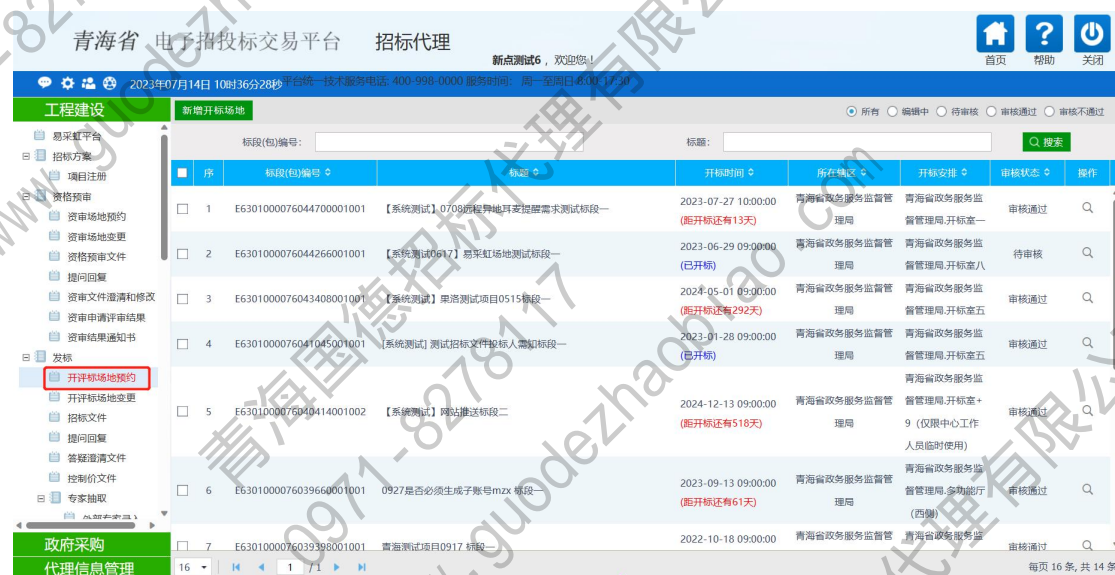 青海省 电子招投标交易平台 招标代理
新点测试6，欢迎您！
首页 帮助 关闭
2023年07月14日 10时36分28秒 平台统一技术服务电话: 400-998-0000 服务时间： 周一至周日 8:00-17:30
工程建设
易采虹平台
招标方案
项目注册
资格预审
资审场地预约
资审场地变更
资格预审文件
提问回复
资审文件澄清和修改
资审申请评审结果
资审结果通知书
发标
开评标场地预约
开评标场地变更
招标文件
提问回复
答疑澄清文件
控制价文件
专家抽取
政府采购
代理信息管理
新增开标场地
所有 编辑中 待审核 审核通过 审核不通过
标段(包)编号： 标题： 搜索
序 标段(包)编号 标题 开标时间 所在辖区 开标安排 审核状态 操作
1 E6301000076044700001001 【系统测试】0708远程异地耳麦提醒需求测试标段一 2023-07-27 10:00:00 青海省政务服务监督管 青海省政务服务监 审核通过
(距开标还有13天) 理局 督管理局.开标室一
2 E6301000076044266001001 【系统测试0617】易采虹场地测试标段一 2023-06-29 09:00:00 青海省政务服务监督管 青海省政务服务监 待审核
(已开标) 理局 督管理局.开标室八
3 E6301000076043408001001 【系统测试】果洛测试项目0515标段一 2024-05-01 09:00:00 青海省政务服务监督管 青海省政务服务监 审核通过
(距开标还有292天) 理局 督管理局.开标室五
4 E6301000076041045001001 [系统测试] 测试招标文件投标人需知标段一 2023-01-28 09:00:00 青海省政务服务监督管 青海省政务服务监 审核通过
(已开标) 理局 督管理局.开标室五
5 E6301000076040414001002 【系统测试】网站推送标段二 2024-12-13 09:00:00 青海省政务服务监督管 青海省政务服务监 审核通过
(距开标还有518天) 理局 督管理局.开标室+
9（仅限中心工作
人员临时使用）
6 E6301000076039660001001 0927是否必须生成子账号mzx 标段一 2023-09-13 09:00:00 青海省政务服务监督管 青海省政务服务监 审核通过
(距开标还有61天) 理局 督管理局.多功能厅
（西侧）
7 E6301000076039398001001 青海测试项目0917 标段一 2022-10-18 09:00:00 青海省政务服务监督管 青海省政务服务监 审核通过
16 1 /1 每页 16 条, 共 14 条
青海国德招标代理有限公司
0971-8278117
www.guodezhaobiao.com